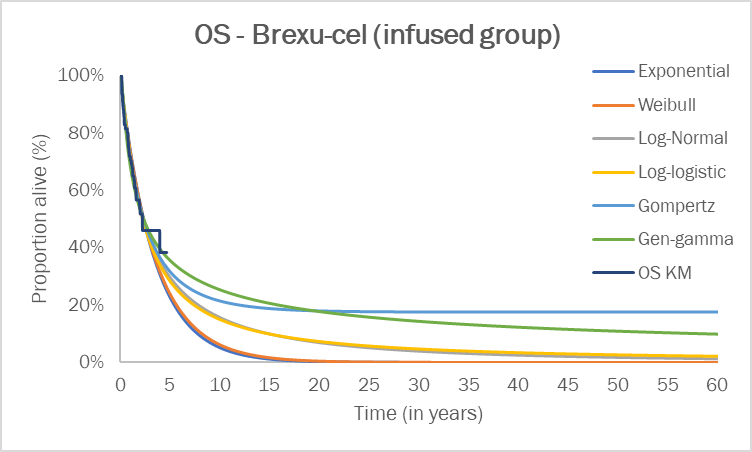 OS - Brexu-cel (infused group)
100%
80%
60%
40%
20%
0%
Proportion alive (%)
Exponential
Weibull
Log-Normal
Log-logistic
Gompertz
Gen-gamma
OS KM
0 5 10 15 20 25 30 35 40 45 50 55 60
Time (in years)